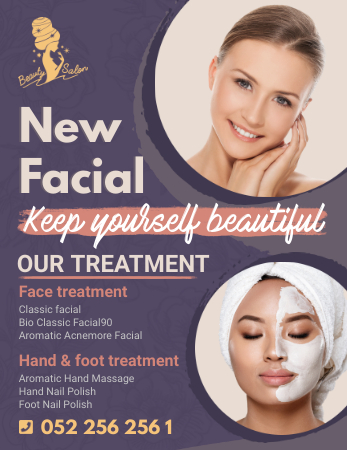 Beauty Salon
New
Facial
Keep yourself beautiful
OUR TREATMENT
Face treatment
Classic facial
Bio Classic Facial90
Aromatic Acnemore Facial
Hand & foot treatment
Aromatic Hand Massage
Hand Nail Polish
Foot Nail Polish
052 256 256 1